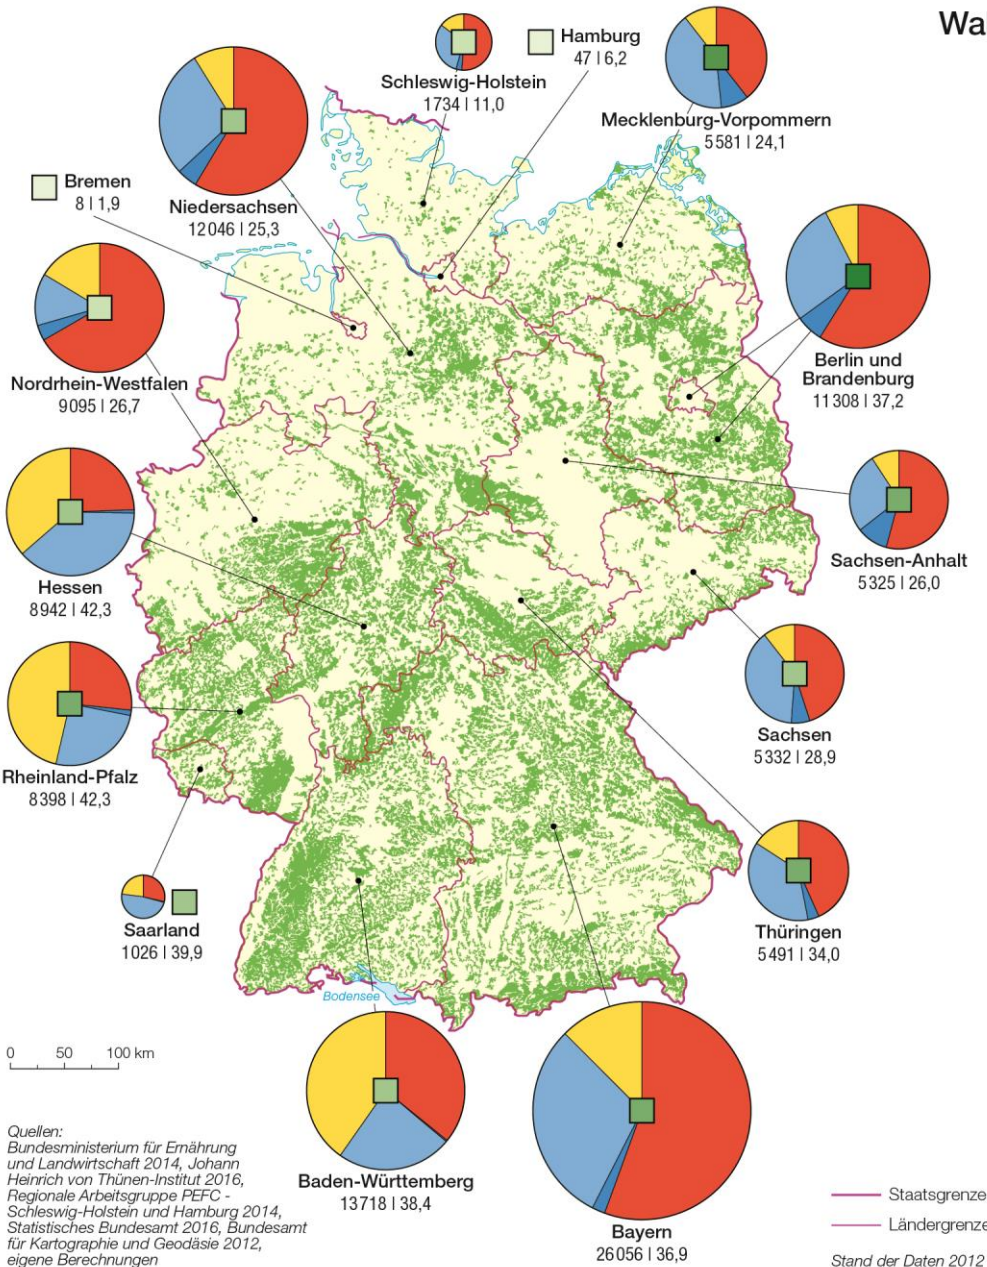 Wa
Hamburg
47 | 6,2
Schleswig-Holstein
1734 | 11,0
Mecklenburg-Vorpommern
5581 | 24,1
Bremen
8 | 1,9
Niedersachsen
12046 | 25,3
Nordrhein-Westfalen
9095 | 26,7
Berlin und
Brandenburg
11308 | 37,2
Hessen
8942 | 42,3
Sachsen-Anhalt
5325 | 26,0
Rheinland-Pfalz
8398 | 42,3
Sachsen
5332 | 28,9
Saarland
1026 | 39,9
Thüringen
5491 | 34,0
Bodensee
0 50 100 km
Baden-Württemberg
13718 | 38,4
Bayern
26056 | 36,9
Quellen:
Bundesministerium für Ernährung
und Landwirtschaft 2014, Johann
Heinrich von Thünen-Institut 2016,
Regionale Arbeitsgruppe PEFC -
Schleswig-Holstein und Hamburg 2014,
Statistisches Bundesamt 2016, Bundesamt
für Kartographie und Geodäsie 2012,
eigene Berechnungen
Staatsgrenze
Ländergrenze
Stand der Daten 2012